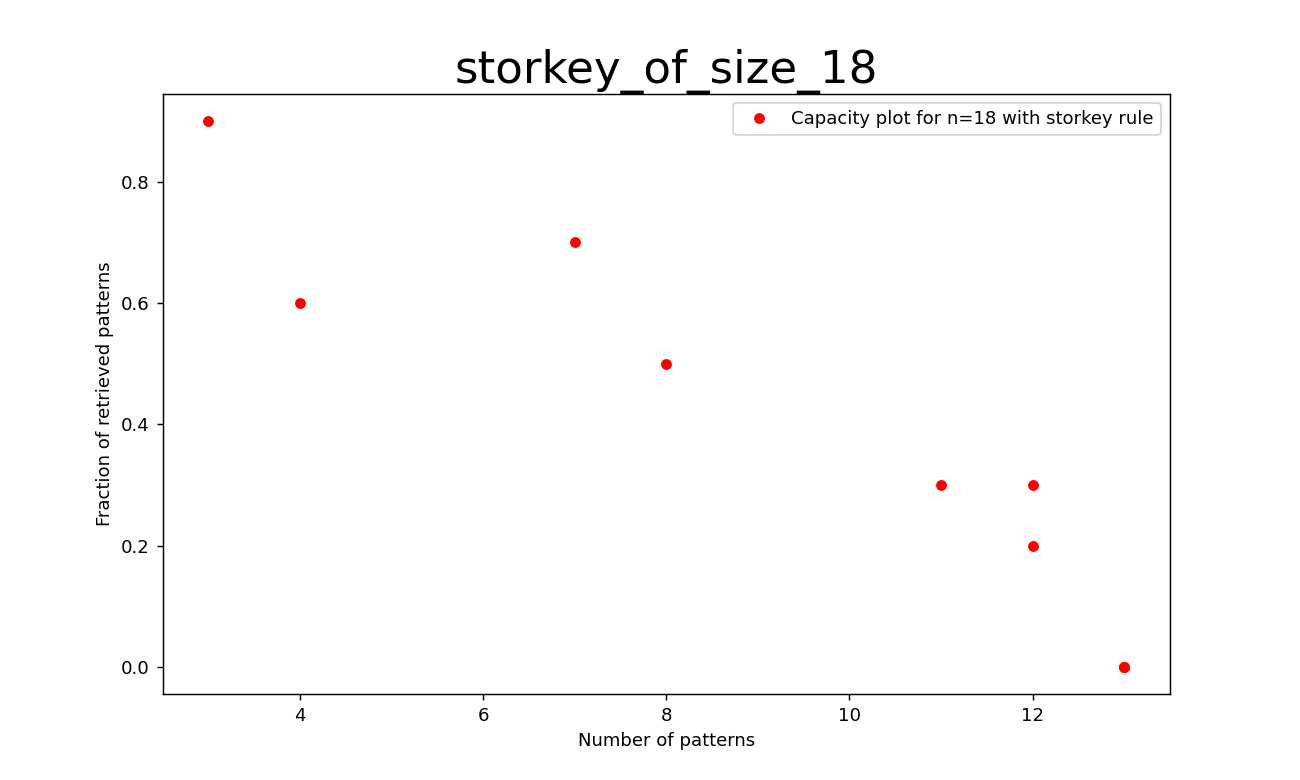 storkey_of_size_18
Capacity plot for n=18 with storkey rule
Fraction of retrieved patterns
0.8
0.6
0.4
0.2
0.0
4 6 8 10 12
Number of patterns